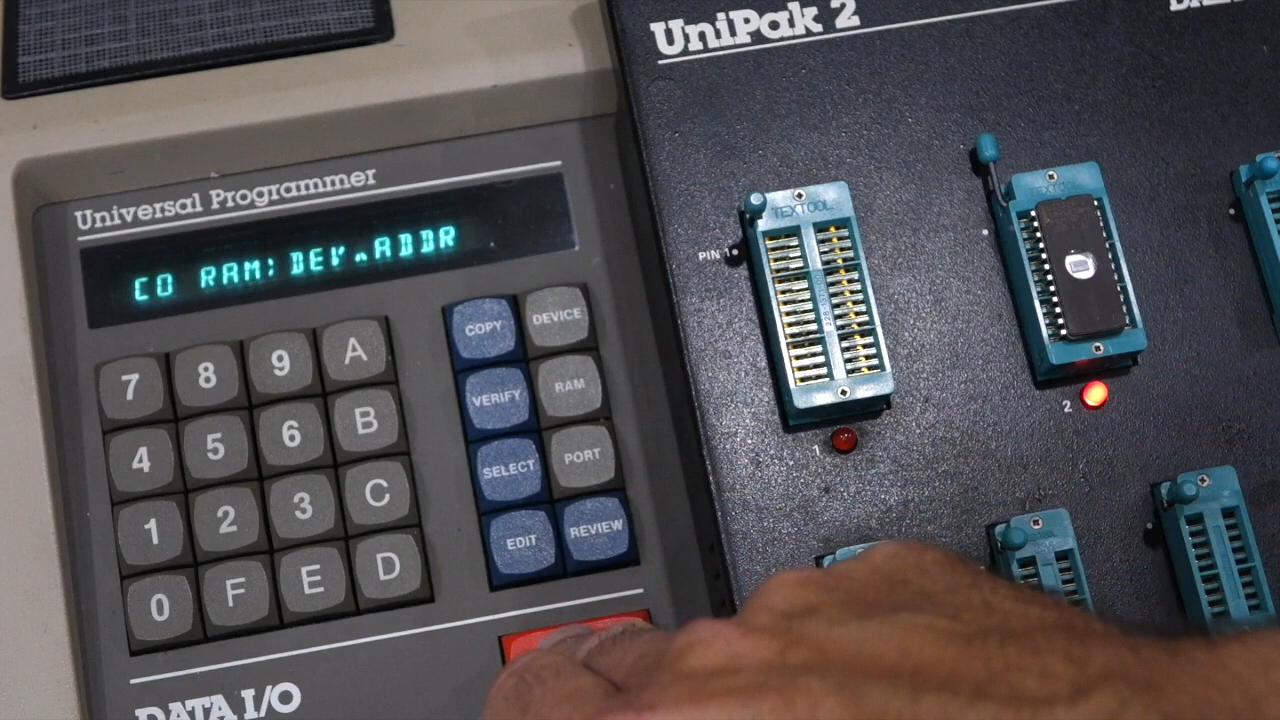 UniPak 2
Universal Programmer
CO RAM; DEV.ADDR
TEXTOOL
PIN 1
7 8 9 A
4 5 6 B
1 2 3 C
0 F E D
COPY DEVICE
VERIFY RAM
SELECT PORT
EDIT REVIEW
1
2
DATA I/O